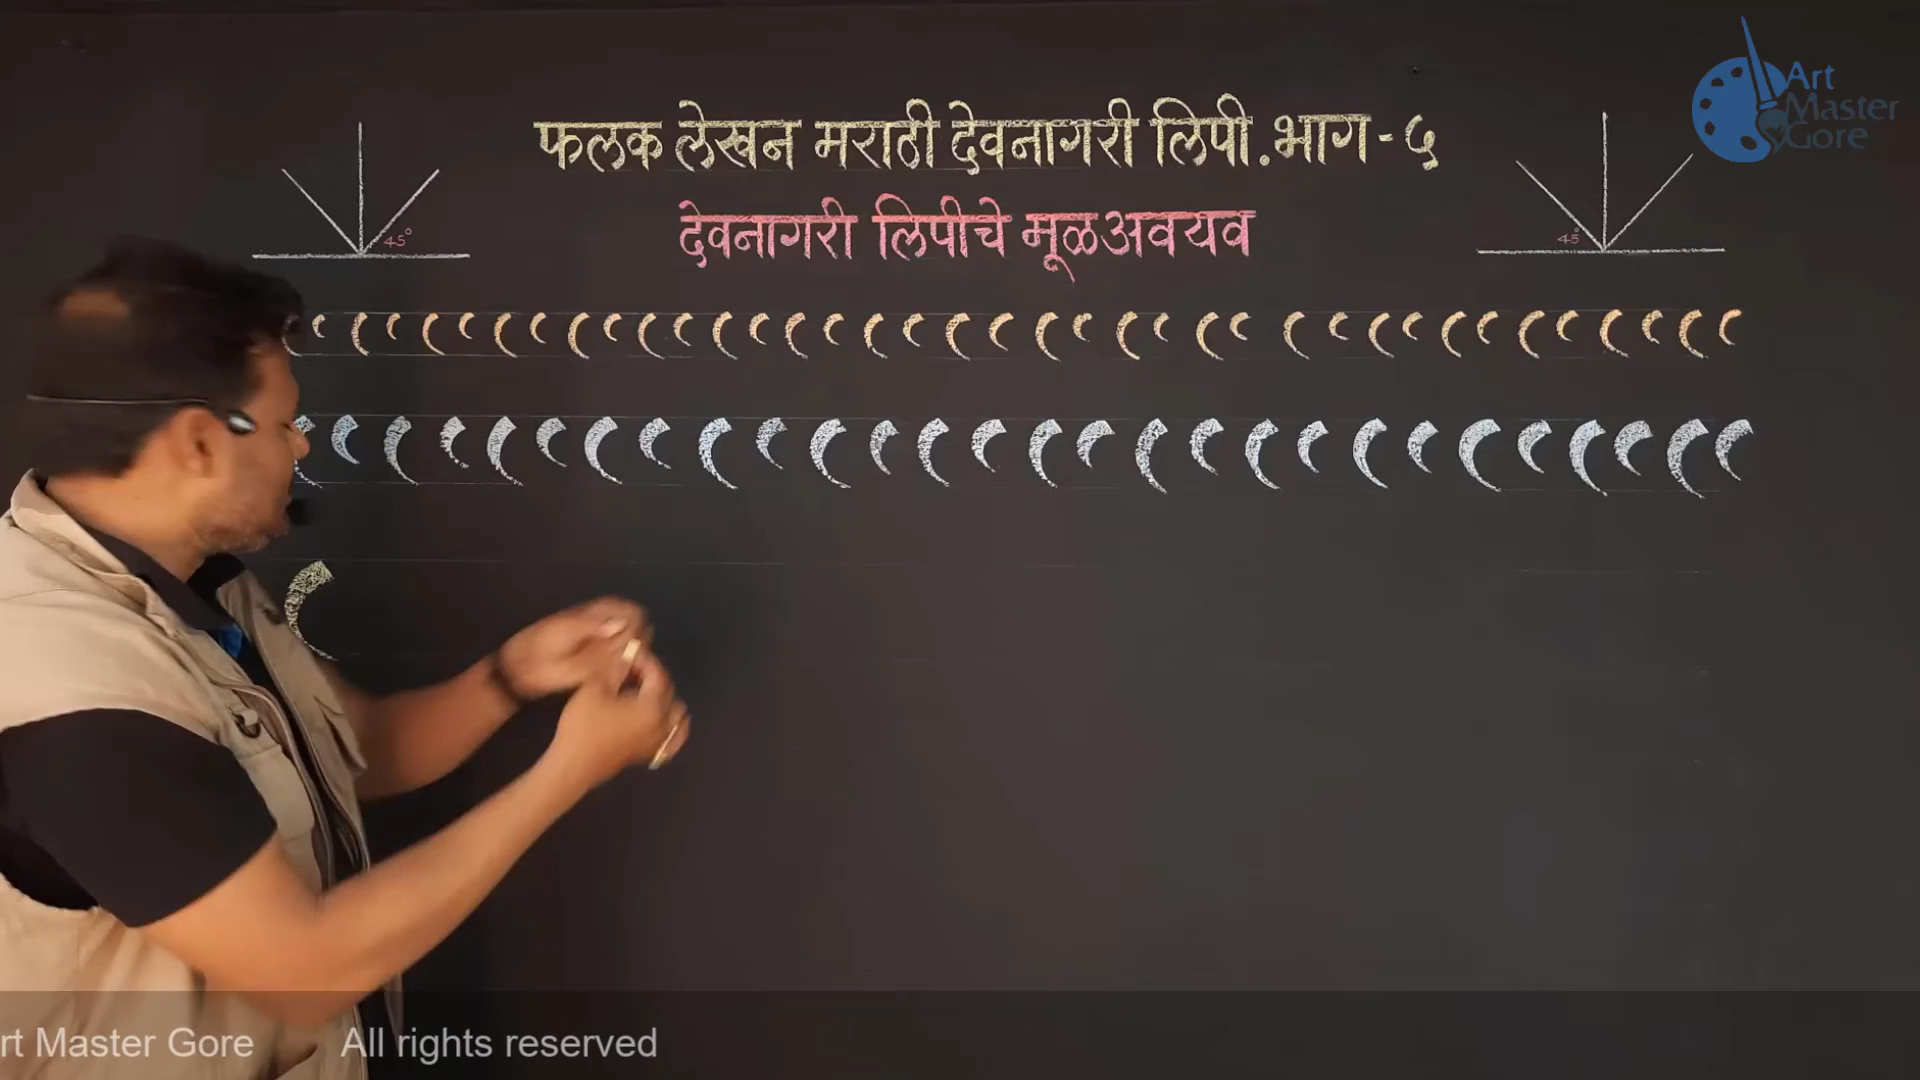 Art
Master
Gore
फलक लेखन मराठी देवनागरी लिपी.भाग-५
देवनागरी लिपीचे मूळअवयव
45°
45°
rt Master Gore All rights reserved